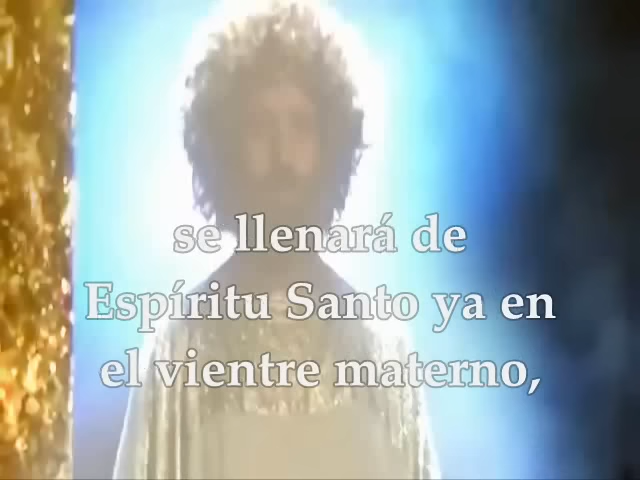 se llenará de
Espíritu Santo ya en
el vientre materno,